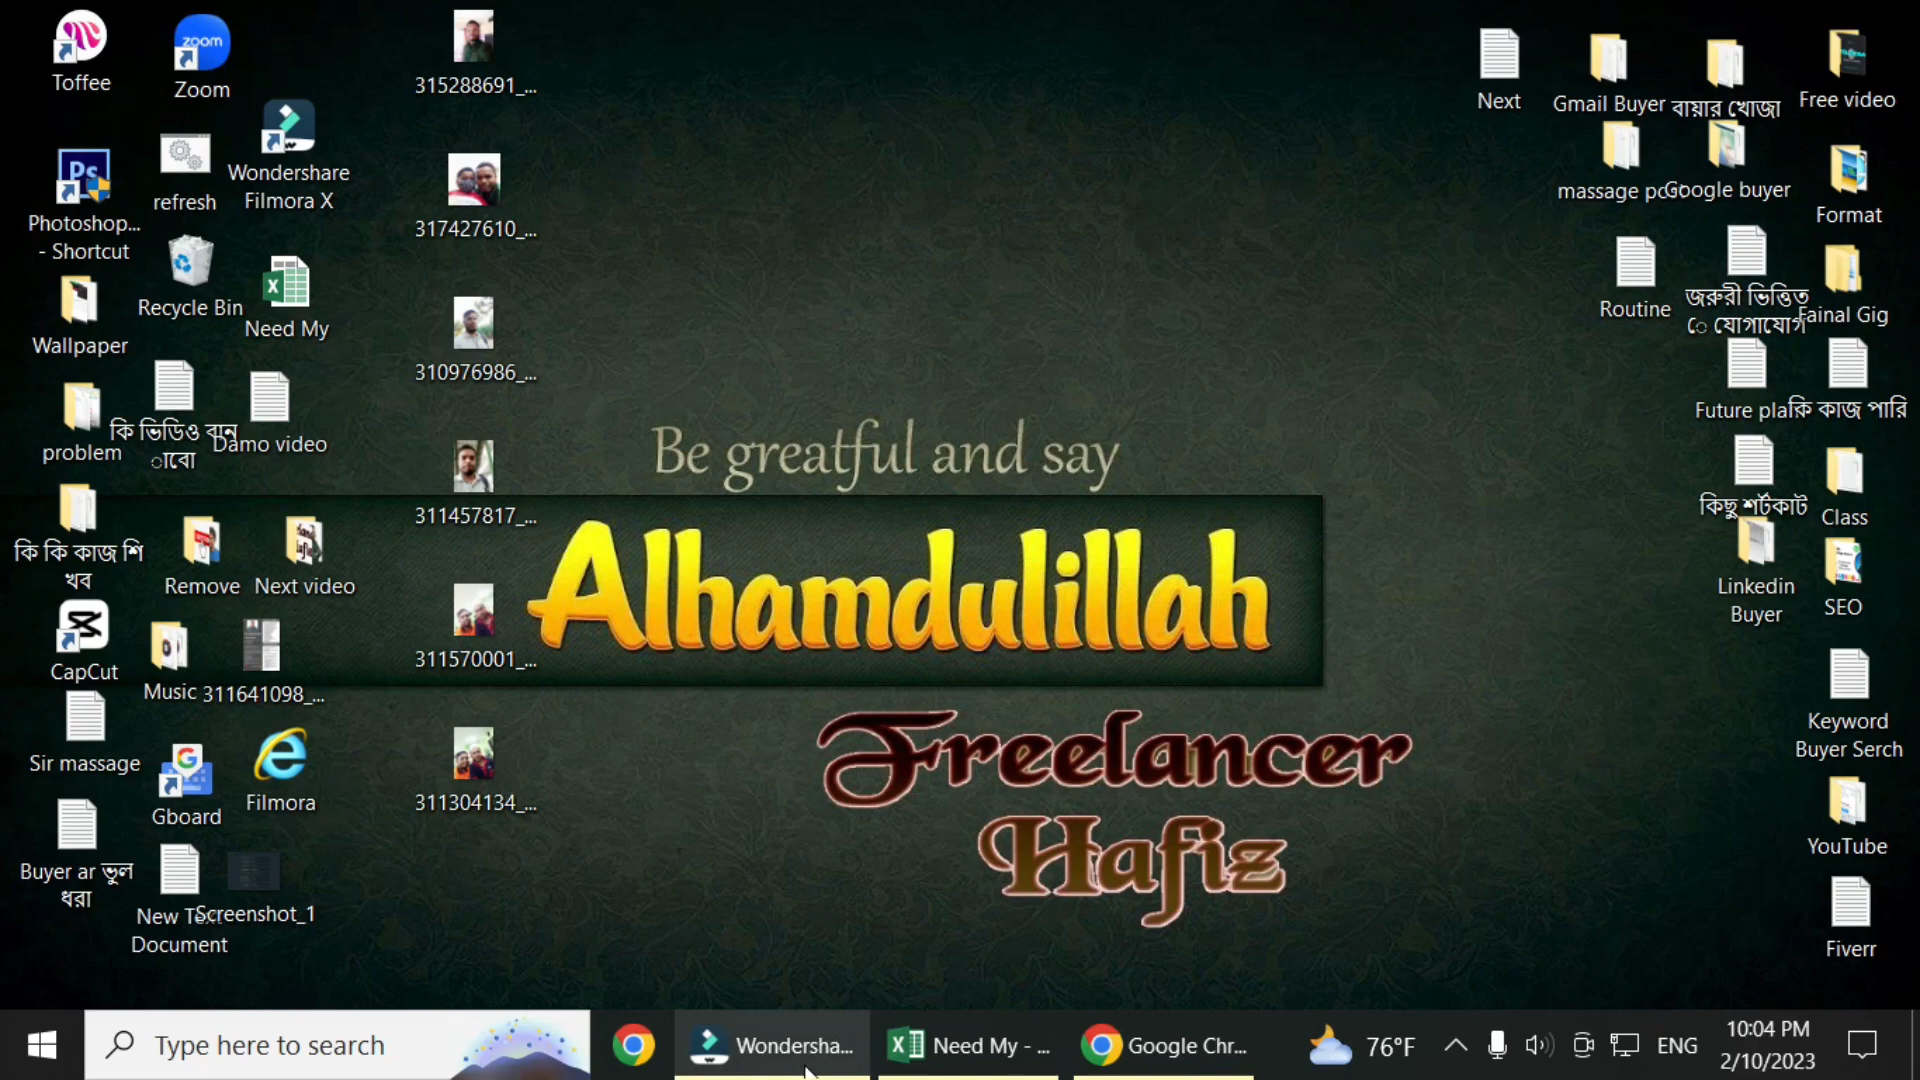 Toffee
zoom
Zoom
315288691_...
Next
Gmail Buyer
বায়ার খোজা
Free video
Ps
Photoshop...
- Shortcut
refresh
Wondershare
Filmora X
317427610_...
Google buyer
Format
Recycle Bin
Need My
Wallpaper
310976986_...
Routine
জরুরী ভিত্তিত
ে যোগাযোগ
Fainal Gig
problem
কি ভিডিও বান
াবো
Damo video
Be greatful and say
311457817_...
কি কাজ পারি
কিছু শর্টকাট
Class
কি কি কাজ শি
খব
Remove
Next video
Alhamdulillah
Linkedin
Buyer
SEO
CapCut
Music
311641098_...
311570001_...
Freelancer
Hafiz
Keyword
Buyer Serch
Sir massage
Gboard
Filmora
311304134_...
YouTube
Buyer ar ভুল
ধরা
New Te
Document
Screenshot_1
Fiverr
Type here to search
Wondersha...
Need My - ...
Google Chr...
76°F
ENG
10:04 PM
2/10/2023